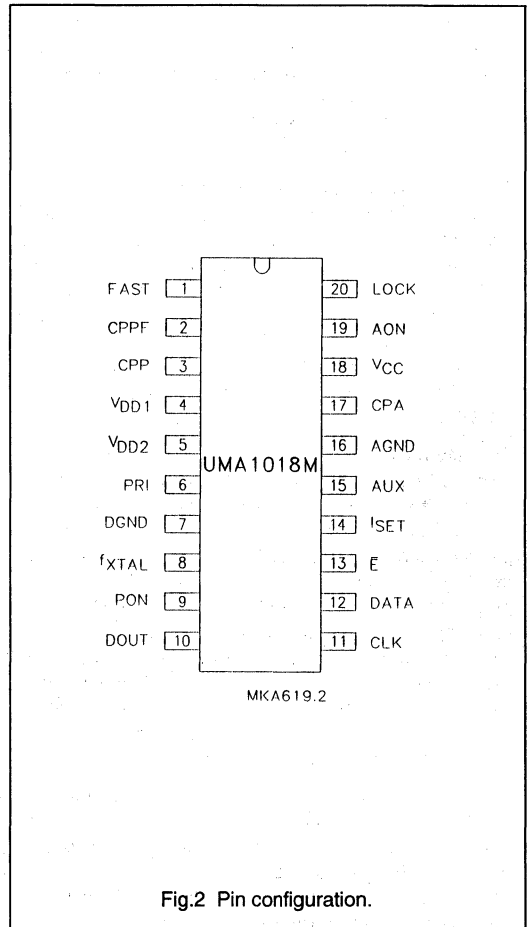 FAST 1 20 LOCK
CPPF 2 19 AON
CPP 3 18 VCC
VDD1 4 17 CPA
VDD2 5 16 AGND
UMA1018M
PRI 6 15 AUX
DGND 7 14 ISET
fXTAL 8 13 E̅
PON 9 12 DATA
DOUT 10 11 CLK
MKA619.2
Fig.2 Pin configuration.